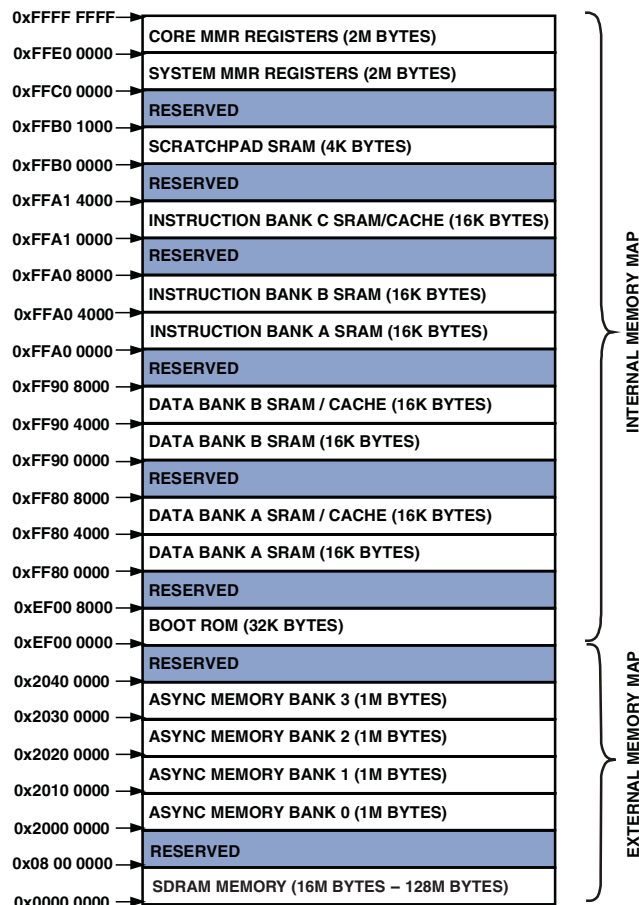 0xFFFF FFFF
CORE MMR REGISTERS (2M BYTES)
0xFFE0 0000
SYSTEM MMR REGISTERS (2M BYTES)
0xFFC0 0000
RESERVED
0xFFB0 1000
SCRATCHPAD SRAM (4K BYTES)
0xFFB0 0000
RESERVED
0xFFA1 4000
INSTRUCTION BANK C SRAM/CACHE (16K BYTES)
0xFFA1 0000
RESERVED
0xFFA0 8000
INSTRUCTION BANK B SRAM (16K BYTES)
0xFFA0 4000
INSTRUCTION BANK A SRAM (16K BYTES)
0xFFA0 0000
RESERVED
0xFF90 8000
DATA BANK B SRAM / CACHE (16K BYTES)
0xFF90 4000
DATA BANK B SRAM (16K BYTES)
0xFF90 0000
RESERVED
0xFF80 8000
DATA BANK A SRAM / CACHE (16K BYTES)
0xFF80 4000
DATA BANK A SRAM (16K BYTES)
0xFF80 0000
RESERVED
0xEF00 8000
BOOT ROM (32K BYTES)
0xEF00 0000
RESERVED
0x2040 0000
ASYNC MEMORY BANK 3 (1M BYTES)
0x2030 0000
ASYNC MEMORY BANK 2 (1M BYTES)
0x2020 0000
ASYNC MEMORY BANK 1 (1M BYTES)
0x2010 0000
ASYNC MEMORY BANK 0 (1M BYTES)
0x2000 0000
RESERVED
0x08 00 0000
SDRAM MEMORY (16M BYTES – 128M BYTES)
0x0000 0000
INTERNAL MEMORY MAP
EXTERNAL MEMORY MAP